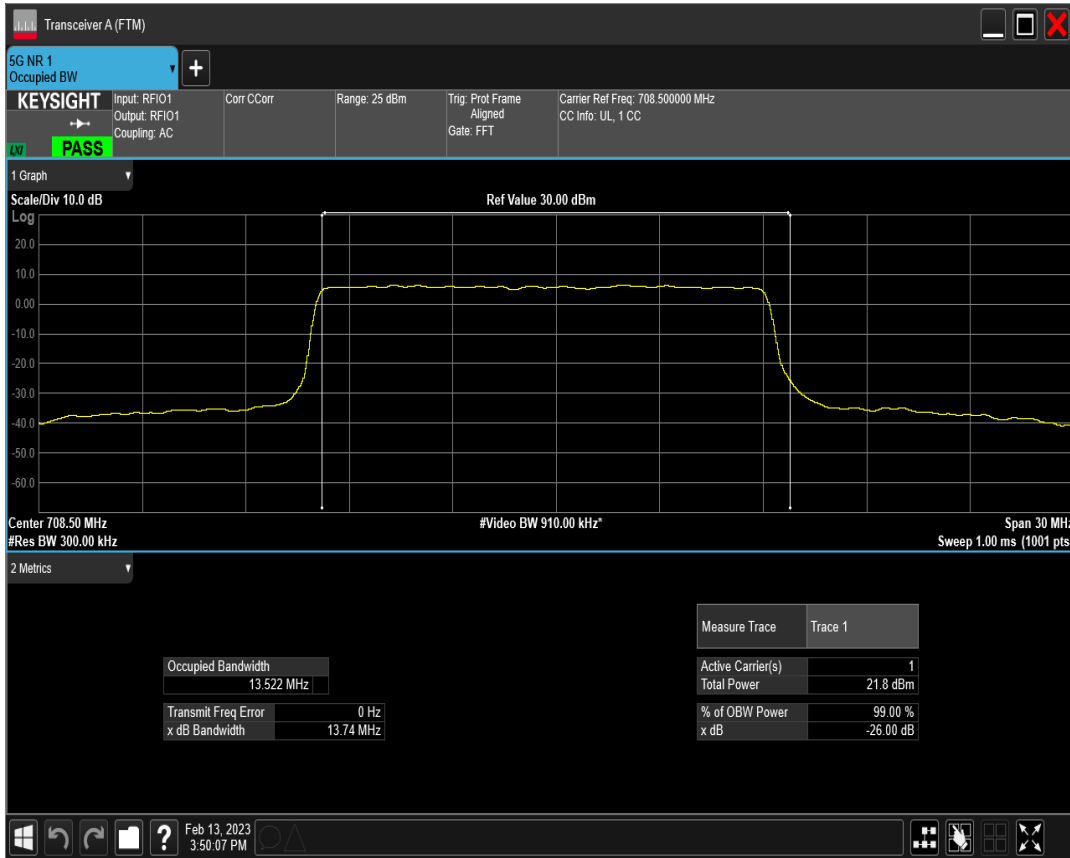 Transceiver A (FTM)
5G NR 1
Occupied BW
+
KEYSIGHT
LXI
PASS
Input: RFIO1
Output: RFIO1
Coupling: AC
Corr CCorr
Range: 25 dBm
Trig: Prot Frame
Aligned
Gate: FFT
Carrier Ref Freq: 708.500000 MHz
CC Info: UL, 1 CC
1 Graph
Scale/Div 10.0 dB
Ref Value 30.00 dBm
Log
20.0
10.0
0.00
-10.0
-20.0
-30.0
-40.0
-50.0
-60.0
Center 708.50 MHz
#Video BW 910.00 kHz*
Span 30 MHz
#Res BW 300.00 kHz
Sweep 1.00 ms (1001 pts
2 Metrics
Measure Trace Trace 1
Occupied Bandwidth
13.522 MHz
Active Carrier(s) 1
Total Power 21.8 dBm
Transmit Freq Error 0 Hz
x dB Bandwidth 13.74 MHz
% of OBW Power 99.00 %
x dB -26.00 dB
?
Feb 13, 2023
3:50:07 PM